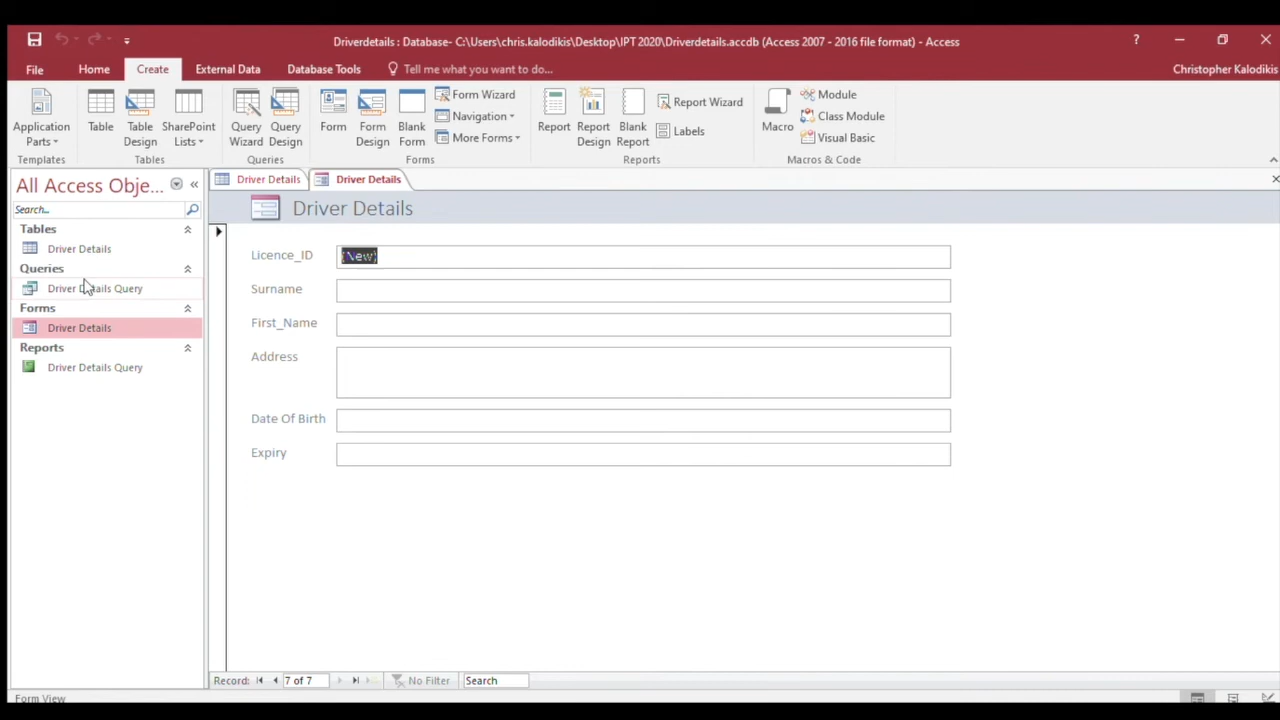 Driverdetails : Database- C:\Users\chris.kalodikis\Desktop\IPT 2020\Driverdetails.accdb (Access 2007 - 2016 file format) - Access
?
File Home Create External Data Database Tools Tell me what you want to do... Christopher Kalodikis
Application Parts
Table
Table Design
SharePoint Lists
Query Wizard
Query Design
Form
Form Design
Blank Form
Form Wizard
Navigation
More Forms
Report
Report Design
Blank Report
Report Wizard
Labels
Macro
Module
Class Module
Visual Basic
Templates Tables Queries Forms Reports Macros & Code
All Access Obje...
Search...
Tables
Driver Details
Queries
Driver Details Query
Forms
Driver Details
Reports
Driver Details Query
Driver Details Driver Details
Driver Details
Licence_ID (New)
Surname
First_Name
Address
Date Of Birth
Expiry
Record: 7 of 7 No Filter Search
Form View